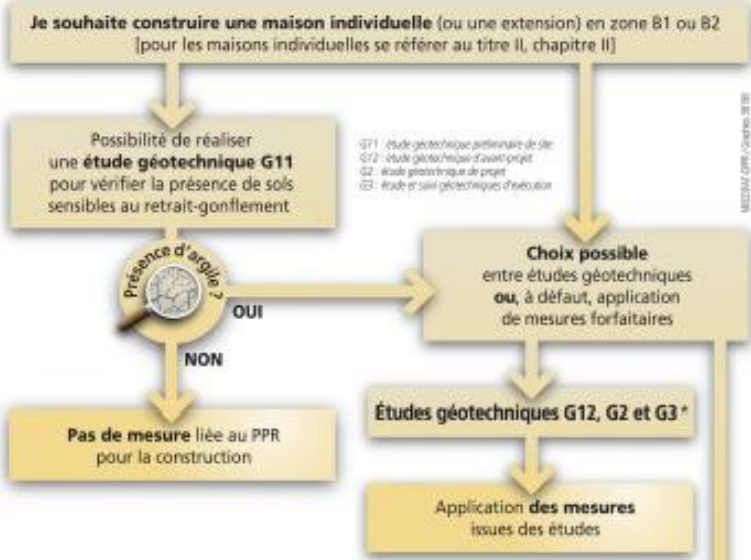 Je souhaite construire une maison individuelle (ou une extension) en zone B1 ou B2
[pour les maisons individuelles se référer au titre II, chapitre II]
Possibilité de réaliser
une étude géotechnique G11
pour vérifier la présence de sols
sensibles au retrait-gonflement
G11 : étude géotechnique préliminaire de site
G12 : étude géotechnique d'avant-projet
G2 : étude géotechnique de projet
G3 : étude et suivi géotechniques d'exécution
Présence d'argile ?
OUI
NON
Choix possible
entre études géotechniques
ou, à défaut, application
de mesures forfaitaires
Pas de mesure liée au PPR
pour la construction
Études géotechniques G12, G2 et G3*
Application des mesures
issues des études